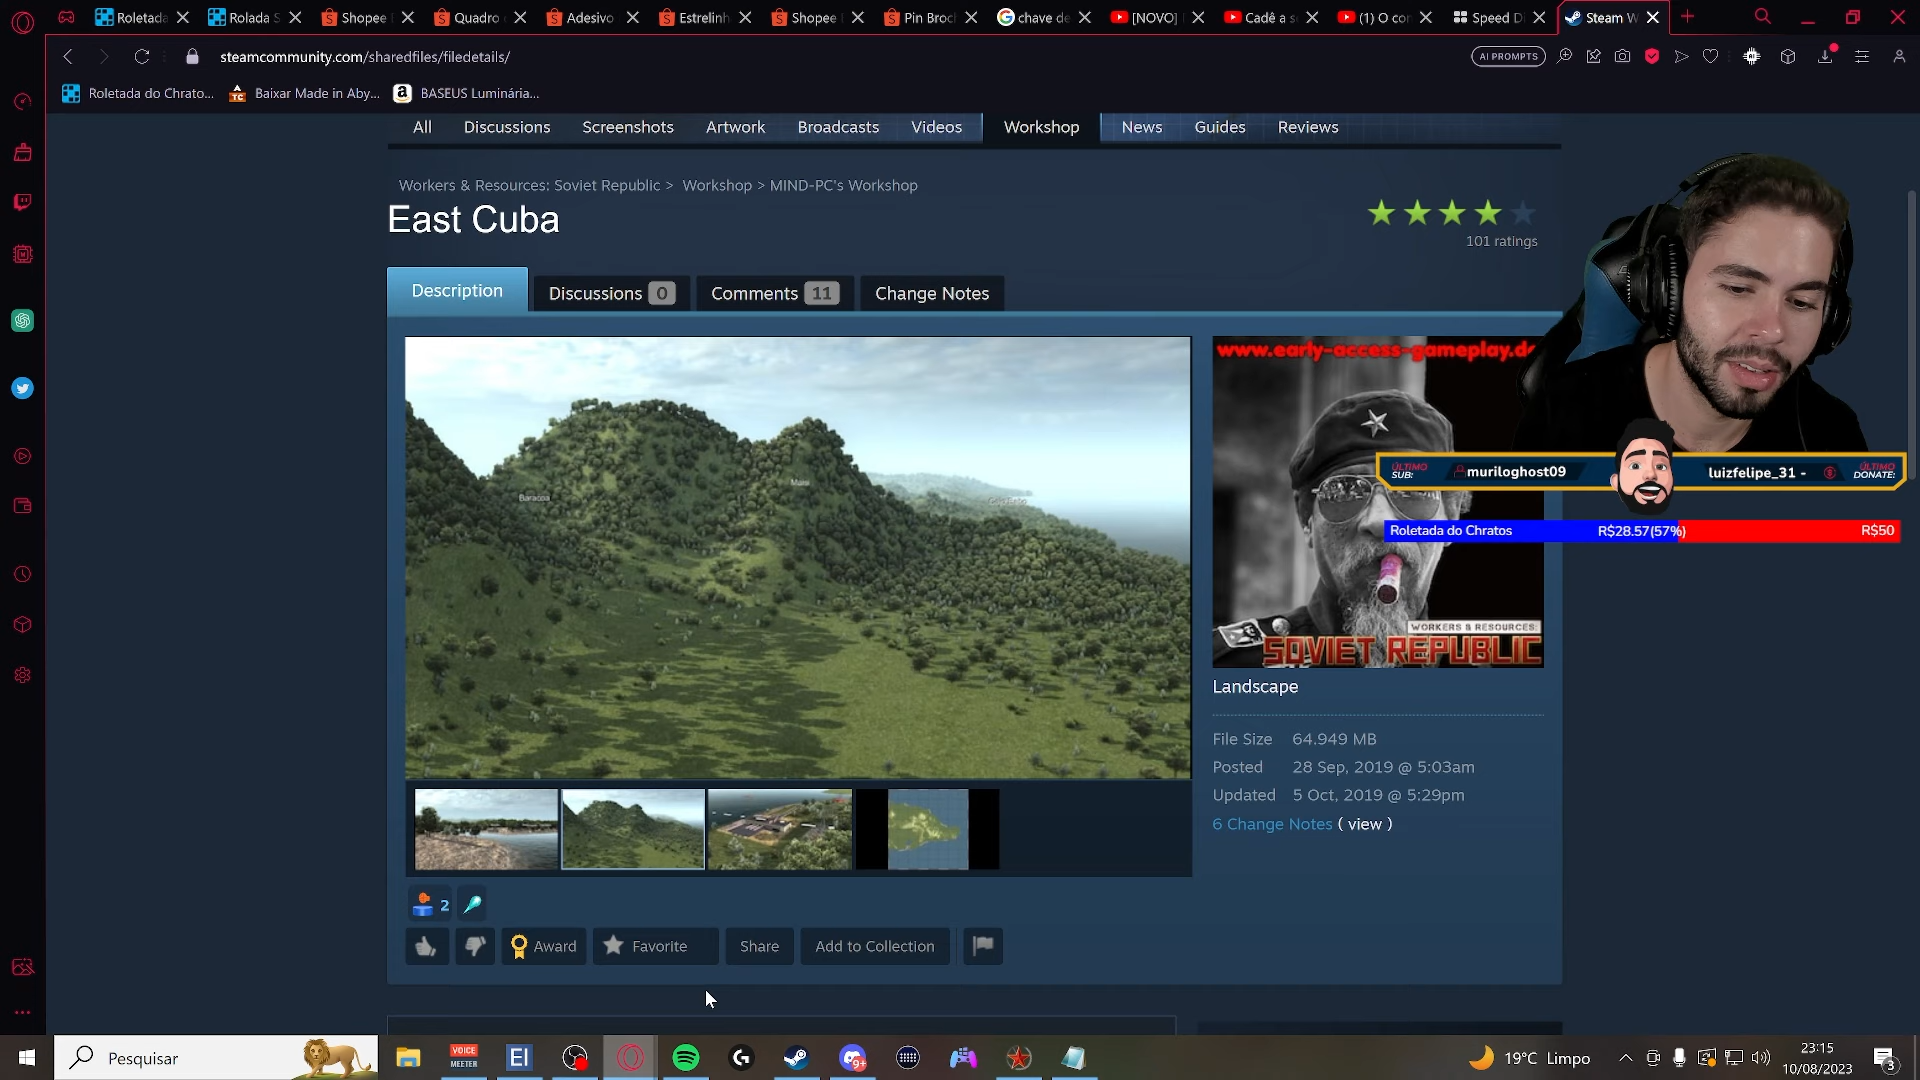 Roletada
Rolada S
Shopee
Quadro
Adesivo
Estrelinh
Shopee
Pin Broc
chave de
[NOVO]
Cadê a s
(1) O cor
Speed D
Steam W
steamcommunity.com/sharedfiles/filedetails/
AI PROMPTS
Roletada do Chrato...
Baixar Made in Aby...
BASEUS Luminária...
All
Discussions
Screenshots
Artwork
Broadcasts
Videos
Workshop
News
Guides
Reviews
Workers & Resources: Soviet Republic > Workshop > MIND-PC's Workshop
East Cuba
101 ratings
Description
Discussions 0
Comments 11
Change Notes
www.early-access-gameplay.de
Baracoa
Maisi
WORKERS & RESOURCES:
SOVIET REPUBLIC
ÚLTIMO SUB:
muriloghost09
luizfelipe_31 -
ÚLTIMO DONATE:
Roletada do Chratos
R$28.57(57%)
R$50
Landscape
File Size 64.949 MB
Posted 28 Sep, 2019 @ 5:03am
Updated 5 Oct, 2019 @ 5:29pm
6 Change Notes ( view )
2
Award
Favorite
Share
Add to Collection
Pesquisar
VOICE MEETER
EI
9+
19°C Limpo
23:15
10/08/2023
3